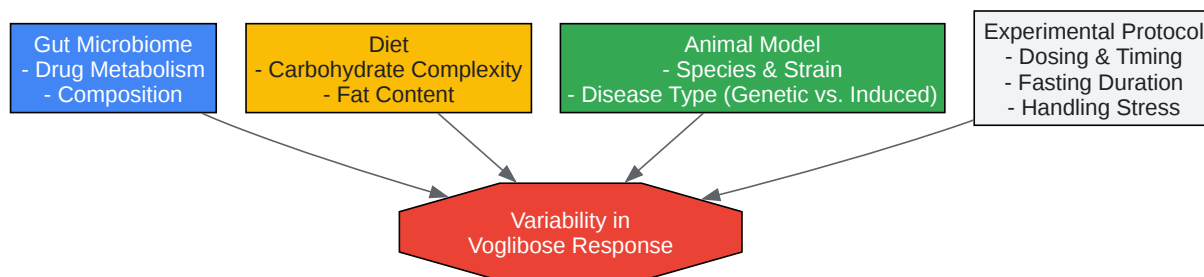 Gut Microbiome
- Drug Metabolism
- Composition
Diet
- Carbohydrate Complexity
- Fat Content
Animal Model
- Species & Strain
- Disease Type (Genetic vs. Induced)
Experimental Protocol
- Dosing & Timing
- Fasting Duration
- Handling Stress
Variability in
Voglibose Response